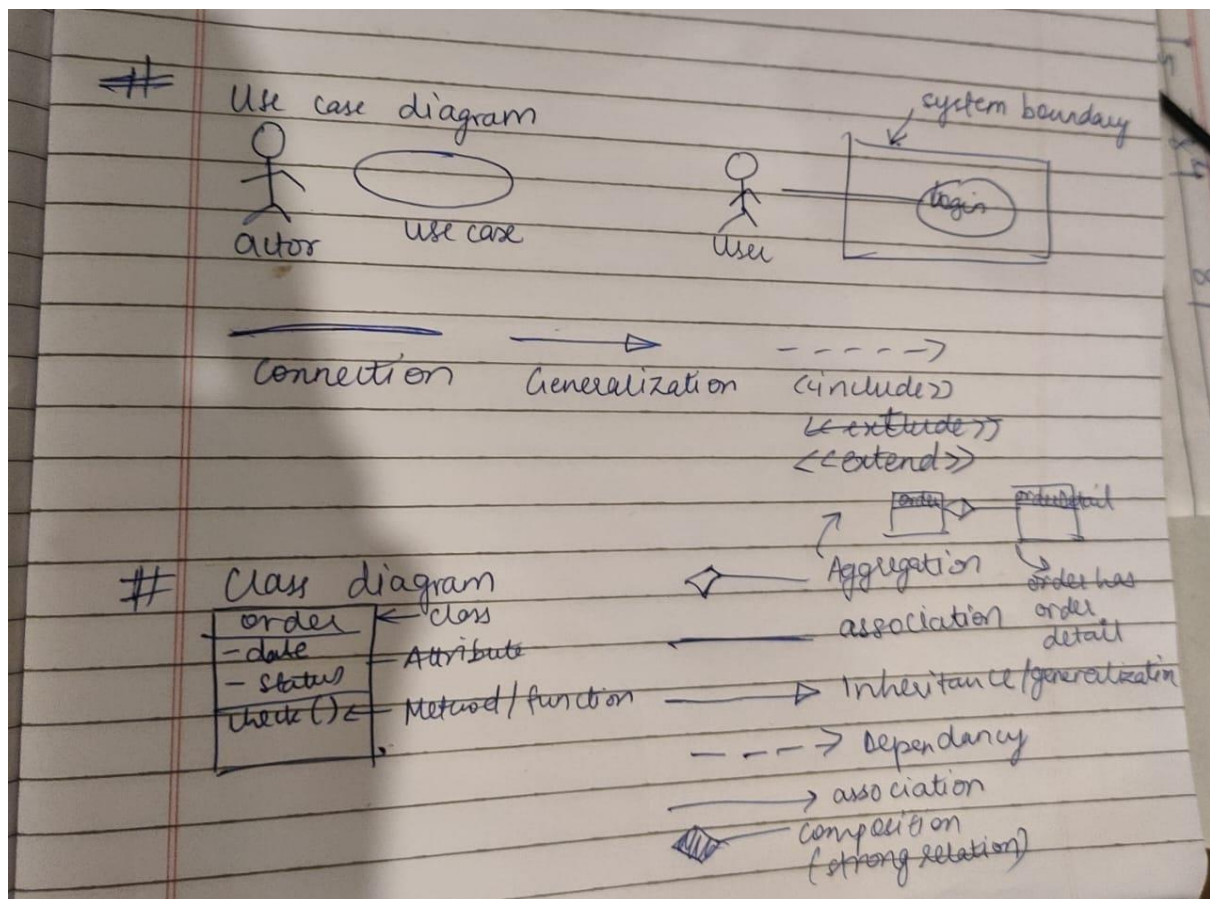 # Use case diagram
system boundary
actor
use case
User
login
Connection
Generalization
<<include>>
<<exclude>>
<<extend>>
order
orderDetail
Aggregation
order has
order
detail
# Class diagram
order
class
- date
Attribute
- status
check()
Method/function
association
Inheritance/generalization
Dependancy
association
composition
(strong relation)